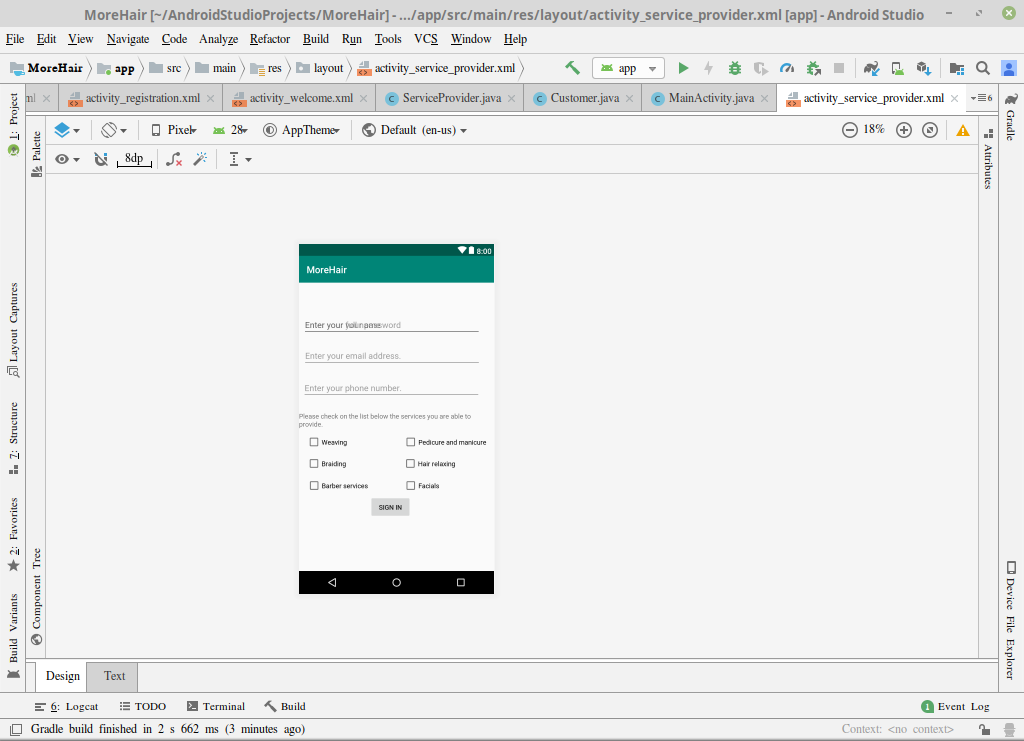 MoreHair [~/AndroidStudioProjects/MoreHair] - .../app/src/main/res/layout/activity_service_provider.xml [app] - Android Studio
File Edit View Navigate Code Analyze Refactor Build Run Tools VCS Window Help
MoreHair app src main res layout activity_service_provider.xml app
ml activity_registration.xml activity_welcome.xml ServiceProvider.java Customer.java MainActivity.java activity_service_provider.xml 6
Pixel 28 AppTheme Default (en-us) 18%
8dp
1: Project
Layout Captures
7: Structure
2: Favorites
Build Variants
Palette
Component Tree
8:00
MoreHair
Enter your
password
Enter your email address.
Enter your phone number.
Please check on the list below the services you are able to
provide.
Weaving Pedicure and manicure
Braiding Hair relaxing
Barber services Facials
SIGN IN
Attributes
Gradle
Device File Explorer
Design Text
6: Logcat TODO Terminal Build 1 Event Log
Gradle build finished in 2 s 662 ms (3 minutes ago) Context: <no context>